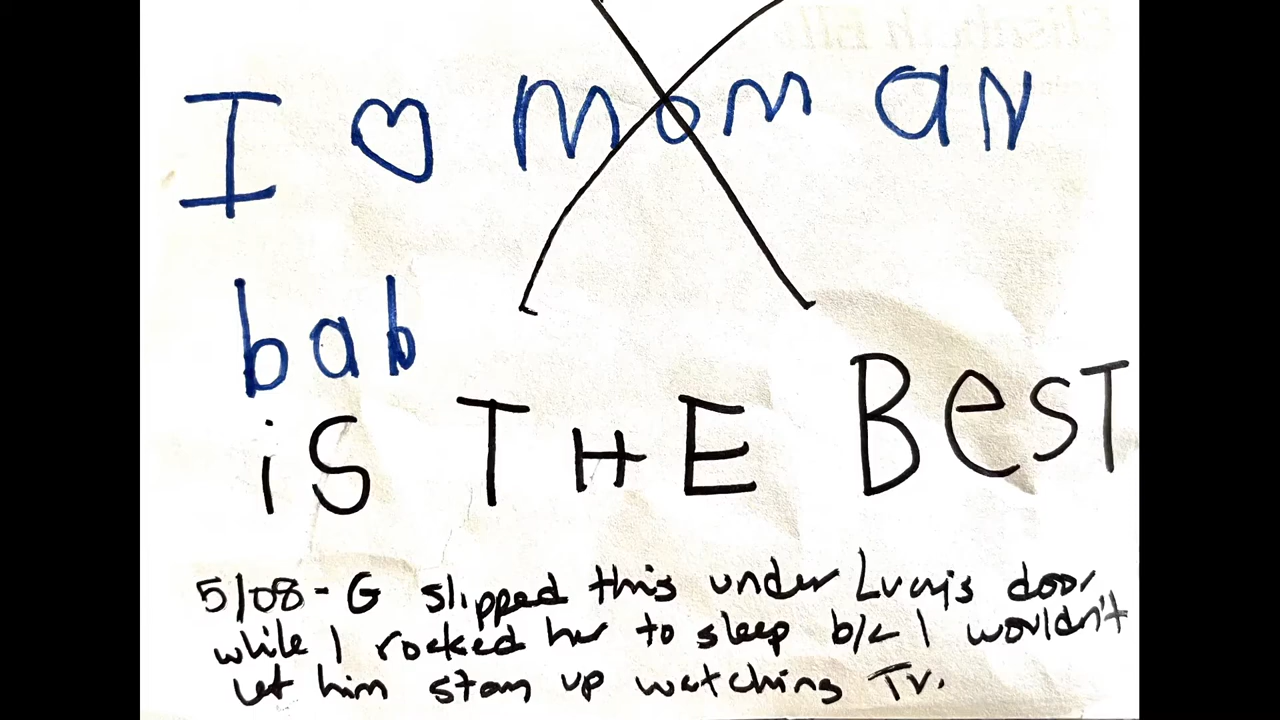 I ♡ mom an
bab
is THE BEST
5/08 - G slipped this under Lucy's door
while I rocked her to sleep b/c I wouldn't
let him stay up watching TV.